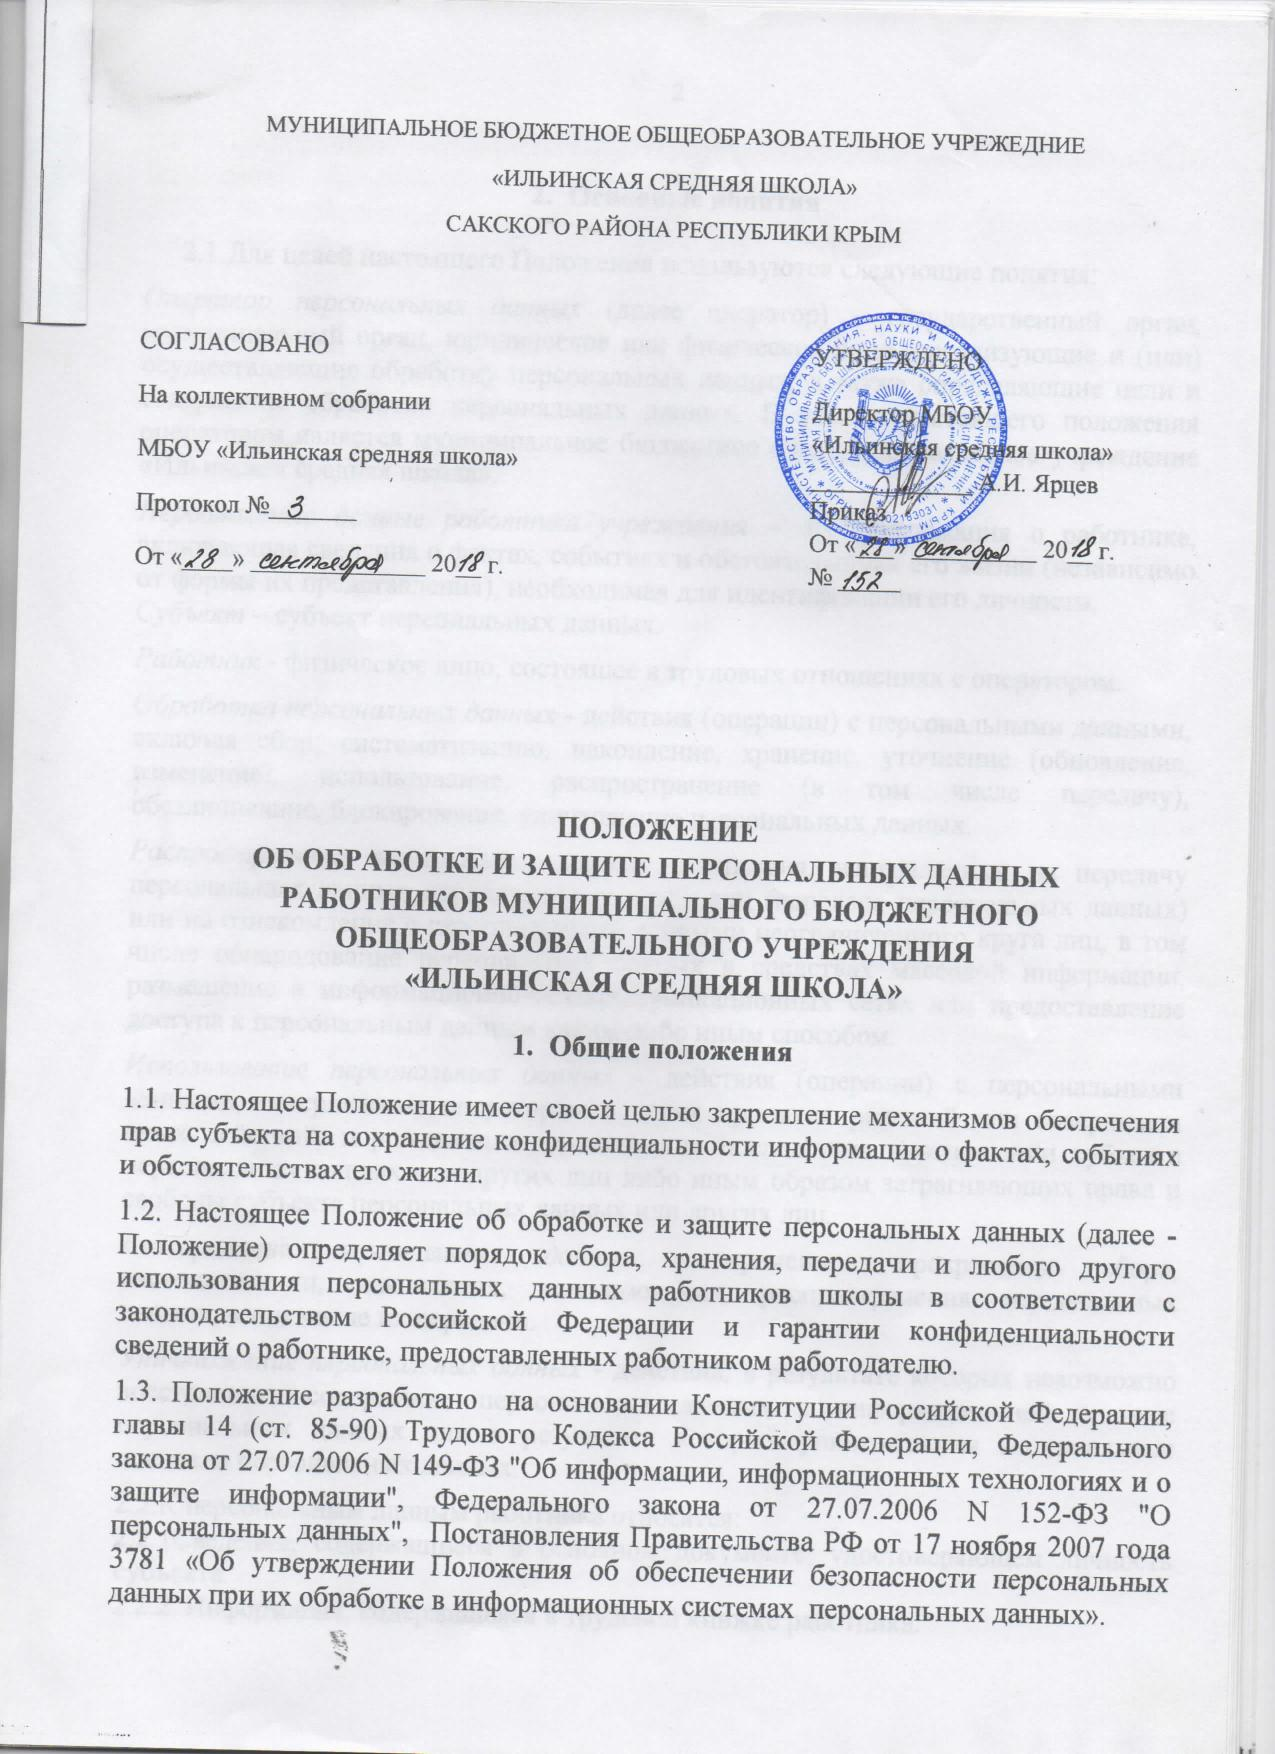 МУНИЦИПАЛЬНОЕ БЮДЖЕТНОЕ ОБЩЕОБРАЗОВАТЕЛЬНОЕ УЧРЕЖЕДНИЕ
«ИЛЬИНСКАЯ СРЕДНЯЯ ШКОЛА»
САКСКОГО РАЙОНА РЕСПУБЛИКИ КРЫМ
СОГЛАСОВАНО
На коллективном собрании
МБОУ «Ильинская средняя школа»
Протокол № 3
От «28» сентября 2018 г.
УТВЕРЖДЕНО
Директор МБОУ
«Ильинская средняя школа»
А.И. Ярцев
Приказ
От «28» сентября 2018 г.
№ 152
ПОЛОЖЕНИЕ
ОБ ОБРАБОТКЕ И ЗАЩИТЕ ПЕРСОНАЛЬНЫХ ДАННЫХ
РАБОТНИКОВ МУНИЦИПАЛЬНОГО БЮДЖЕТНОГО
ОБЩЕОБРАЗОВАТЕЛЬНОГО УЧРЕЖДЕНИЯ
«ИЛЬИНСКАЯ СРЕДНЯЯ ШКОЛА»
1. Общие положения
1.1. Настоящее Положение имеет своей целью закрепление механизмов обеспечения
прав субъекта на сохранение конфиденциальности информации о фактах, событиях
и обстоятельствах его жизни.
1.2. Настоящее Положение об обработке и защите персональных данных (далее -
Положение) определяет порядок сбора, хранения, передачи и любого другого
использования персональных данных работников школы в соответствии с
законодательством Российской Федерации и гарантии конфиденциальности
сведений о работнике, предоставленных работником работодателю.
1.3. Положение разработано на основании Конституции Российской Федерации,
главы 14 (ст. 85-90) Трудового Кодекса Российской Федерации, Федерального
закона от 27.07.2006 N 149-ФЗ "Об информации, информационных технологиях и о
защите информации", Федерального закона от 27.07.2006 N 152-ФЗ "О
персональных данных", Постановления Правительства РФ от 17 ноября 2007 года
3781 «Об утверждении Положения об обеспечении безопасности персональных
данных при их обработке в информационных системах персональных данных».